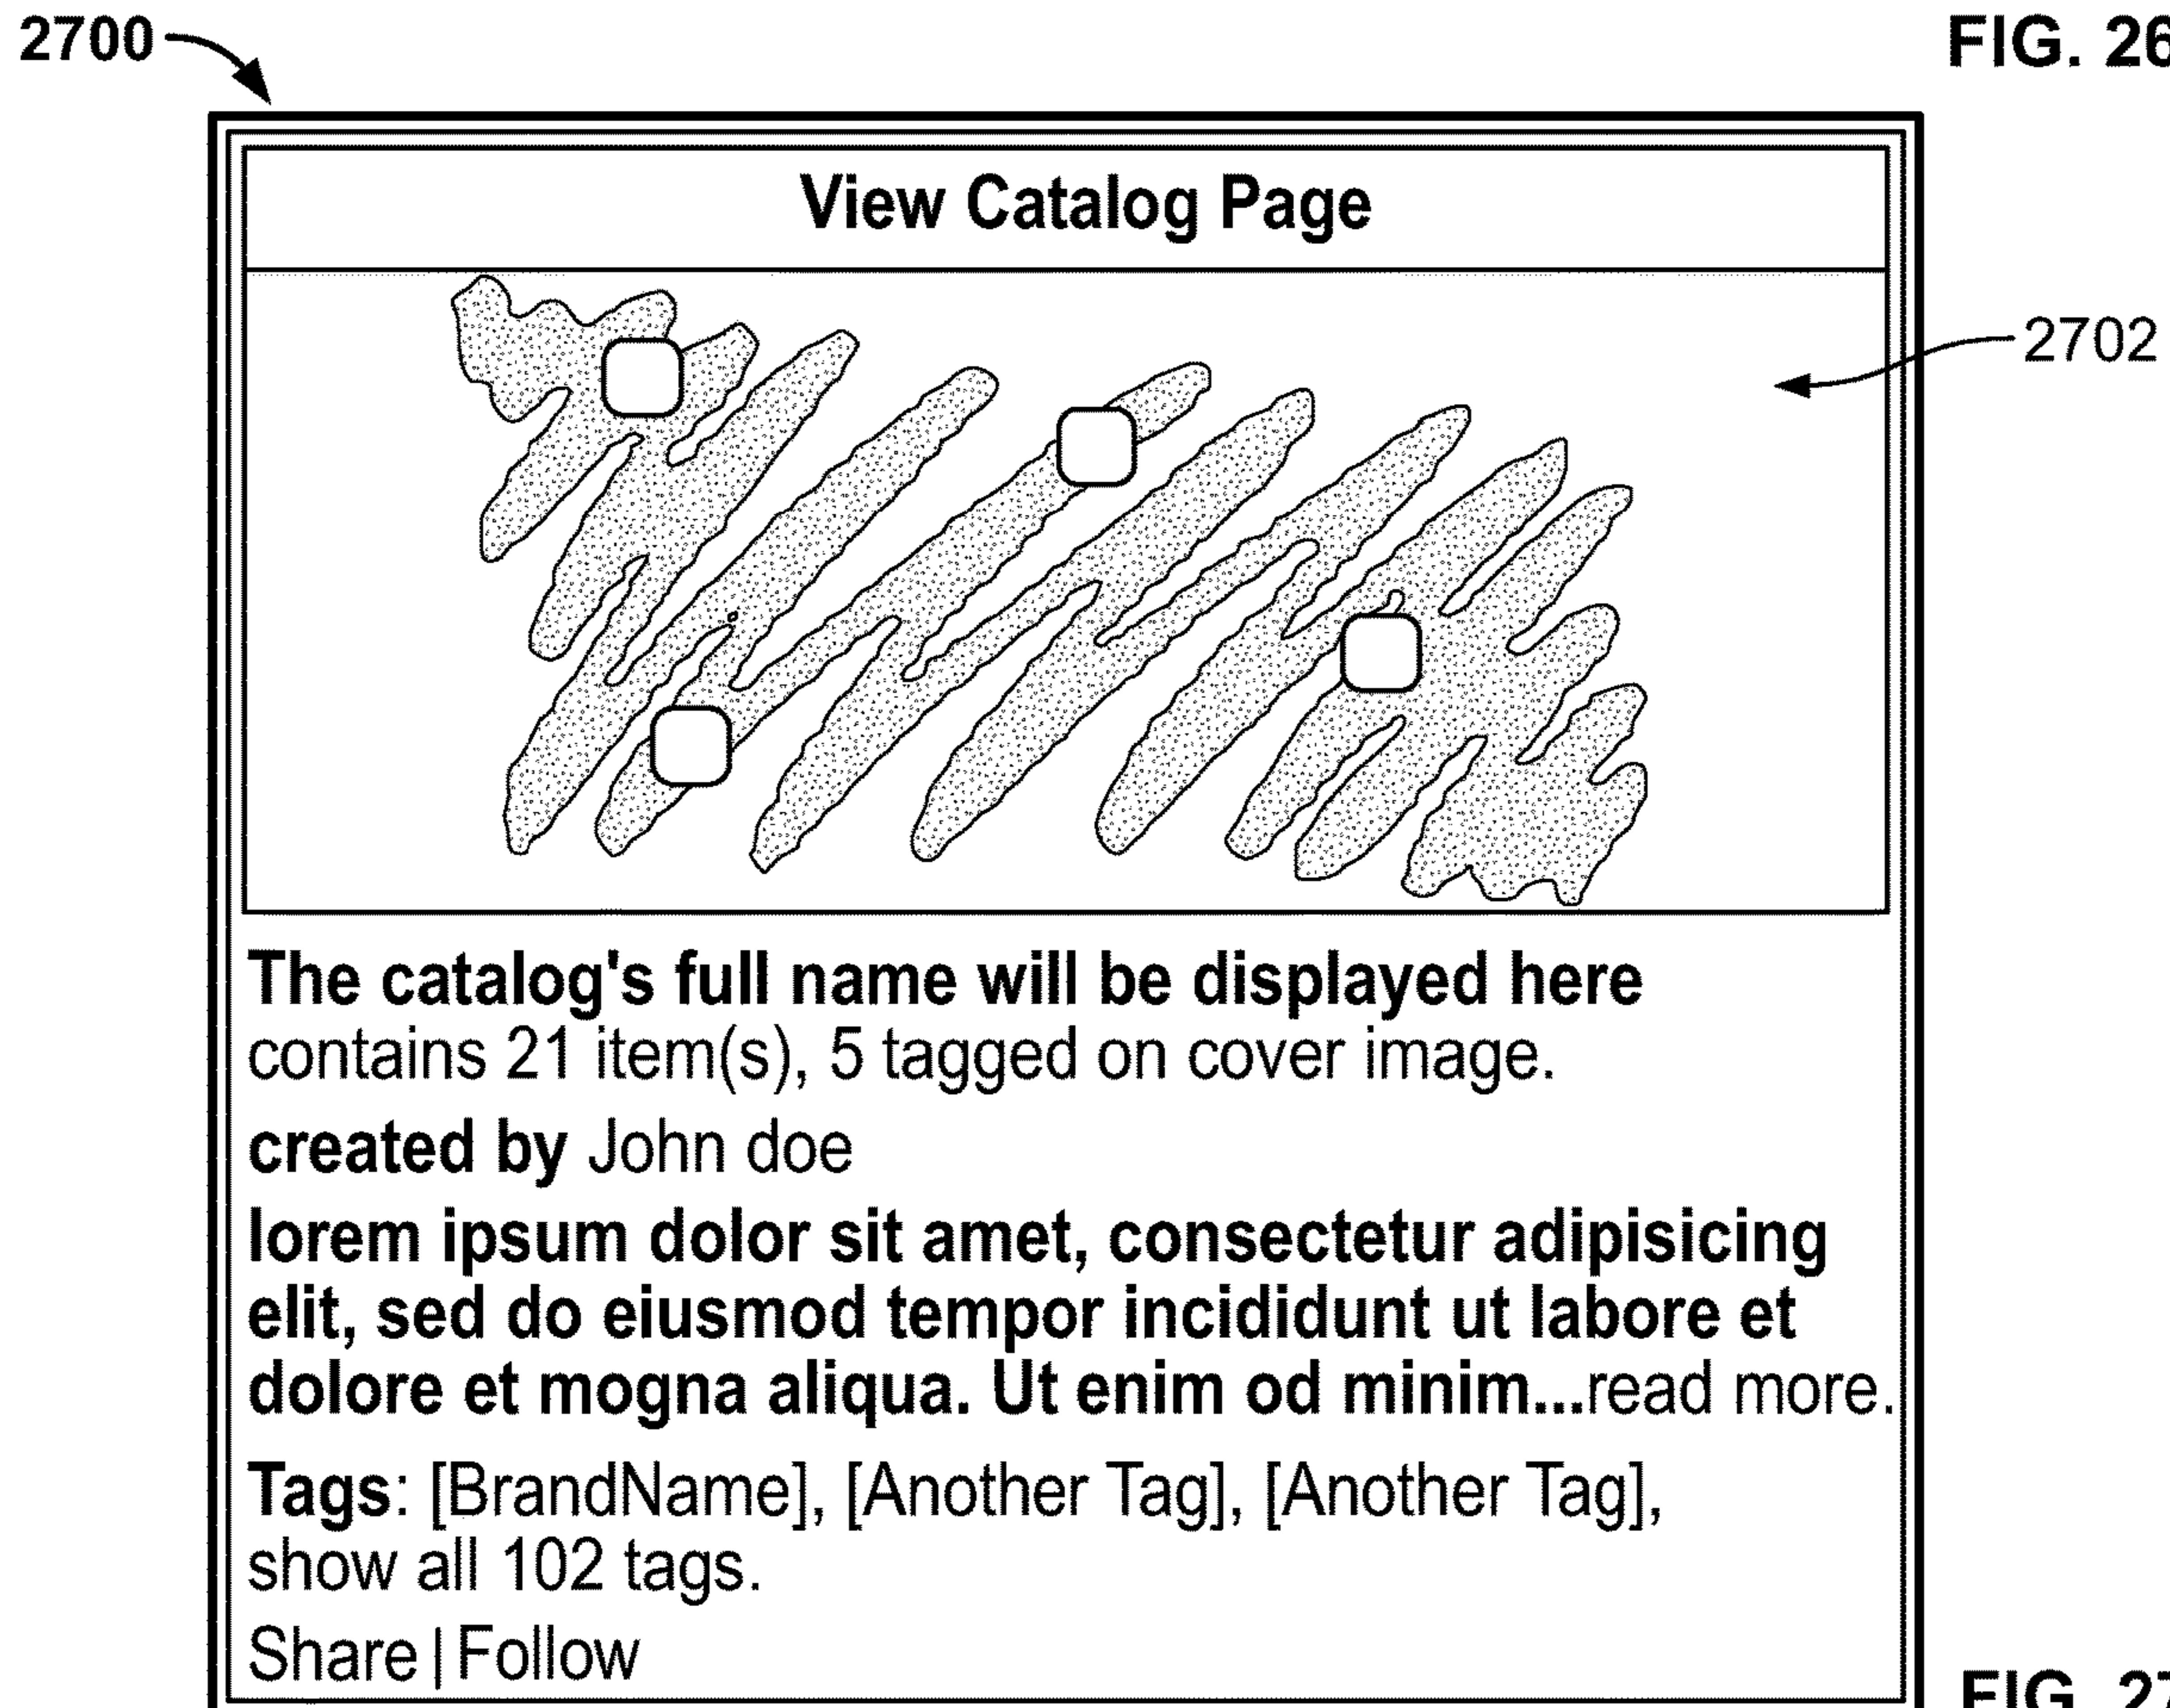 2700
FIG. 26
View Catalog Page
2702
The catalog's full name will be displayed here
contains 21 item(s), 5 tagged on cover image.
created by John doe
lorem ipsum dolor sit amet, consectetur adipisicing
elit, sed do eiusmod tempor incididunt ut labore et
dolore et mogna aliqua. Ut enim od minim...read more.
Tags: [BrandName], [Another Tag], [Another Tag],
show all 102 tags.
Share | Follow
FIG. 27